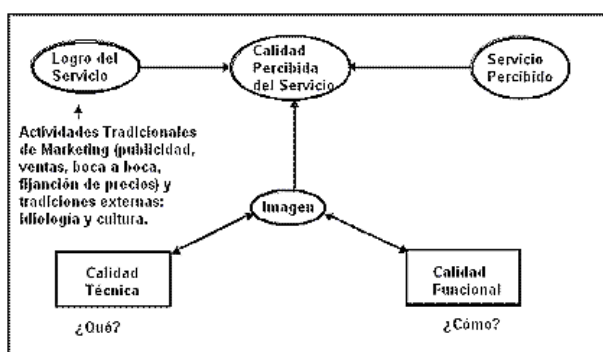 Logro del
Servicio
Calidad
Percibida
del Servicio
Servicio
Percibido
Actividades Tradicionales
de Marketing (publicidad,
ventas, boca a boca,
fijanción de precios) y
tradiciones externas:
idiología y cultura.
Imagen
Calidad
Técnica
Calidad
Funcional
¿Qué?
¿Cómo?